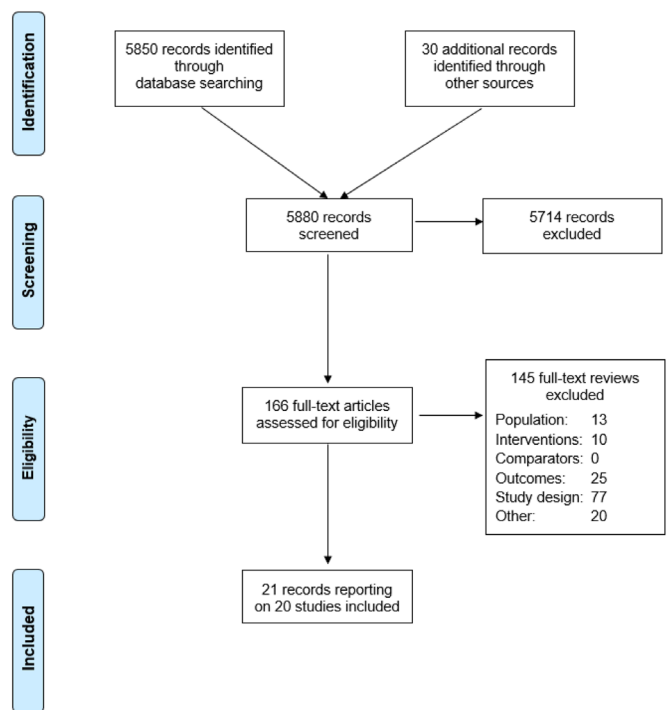 Identification
5850 records identified
through
database searching
30 additional records
identified through
other sources
Screening
5880 records
screened
5714 records
excluded
Eligibility
166 full-text articles
assessed for eligibility
145 full-text reviews
excluded
Population: 13
Interventions: 10
Comparators: 0
Outcomes: 25
Study design: 77
Other: 20
Included
21 records reporting
on 20 studies included